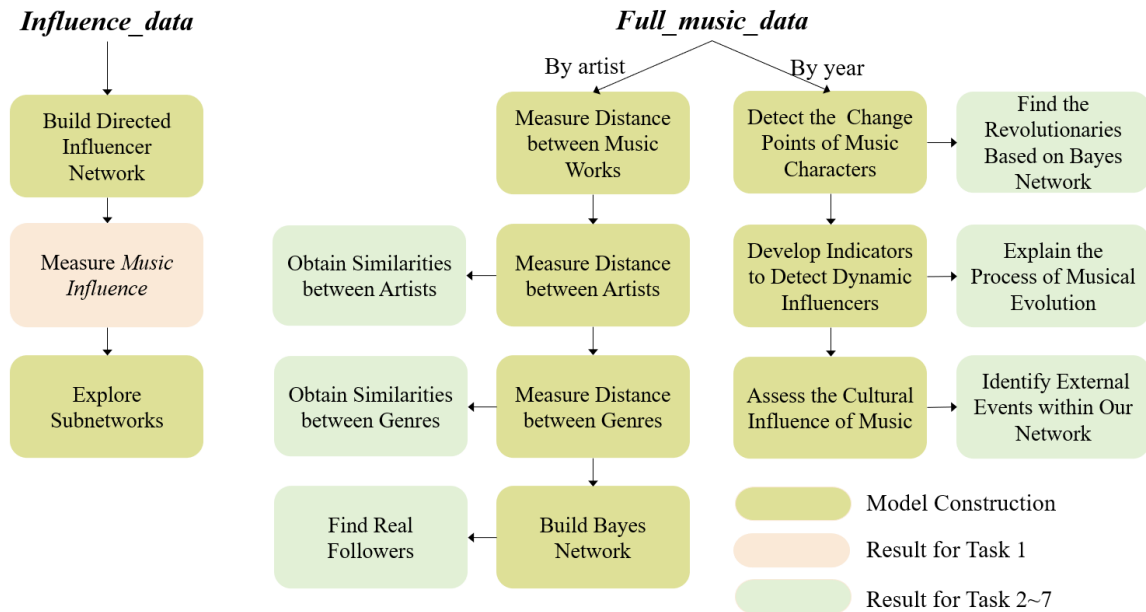 Influence_data
Build Directed
Influencer
Network
Measure Music
Influence
Explore
Subnetworks
Full_music_data
By artist
By year
Measure Distance
between Music
Works
Obtain Similarities
between Artists
Measure Distance
between Artists
Obtain Similarities
between Genres
Measure Distance
between Genres
Find Real
Followers
Build Bayes
Network
Detect the Change
Points of Music
Characters
Find the
Revolutionaries
Based on Bayes
Network
Develop Indicators
to Detect Dynamic
Influencers
Explain the
Process of Musical
Evolution
Assess the Cultural
Influence of Music
Identify External
Events within Our
Network
Model Construction
Result for Task 1
Result for Task 2~7